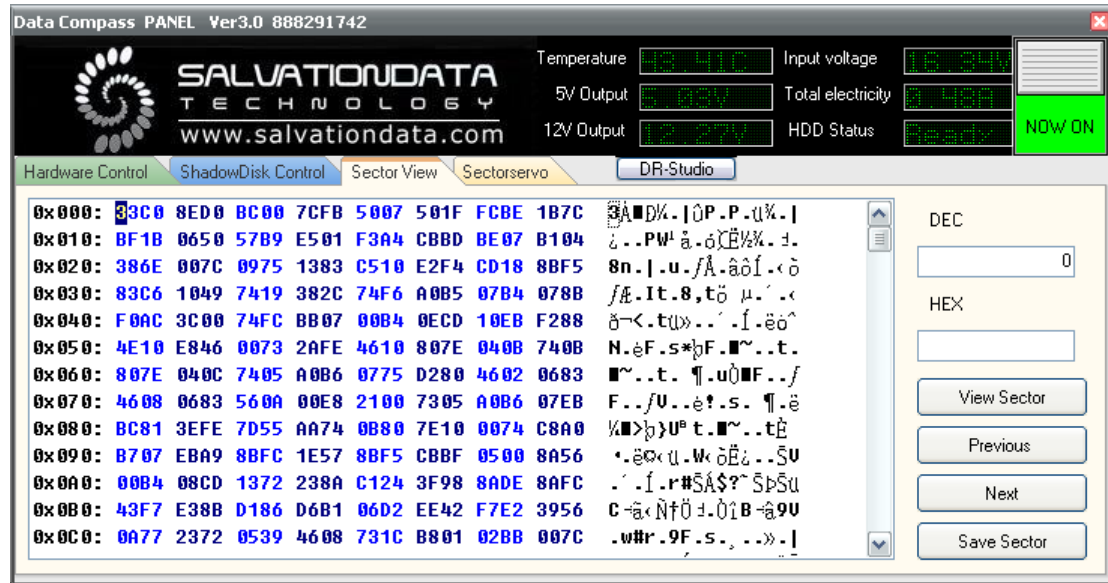 Data Compass PANEL Ver3.0 888291742
SALVATIONDATA
TECHNOLOGY
www.salvationdata.com
Temperature 43.41C Input voltage 16.34V
5V Output 5.03V Total electricity 0.48A
12V Output 12.27V HDD Status Ready
NOW ON
Hardware Control ShadowDisk Control Sector View Sectorservo DR-Studio
0x000: 33C0 8ED0 BC00 7CFB 5007 501F FCBE 1B7C
0x010: BF1B 0650 57B9 E501 F3A4 CBBD BE07 B104
0x020: 386E 007C 0975 1383 C510 E2F4 CD18 8BF5
0x030: 83C6 1049 7419 382C 74F6 A0B5 07B4 078B
0x040: F0AC 3C00 74FC BB07 00B4 0ECD 10EB F288
0x050: 4E10 E846 0073 2AFE 4610 807E 040B 740B
0x060: 807E 040C 7405 A0B6 0775 D280 4602 0683
0x070: 4608 0683 560A 00E8 2100 7305 A0B6 07EB
0x080: BC81 3EFE 7D55 AA74 0B80 7E10 0074 C8A0
0x090: B707 EBA9 8BFC 1E57 8BF5 CBBF 0500 8A56
0x0A0: 00B4 08CD 1372 238A C124 3F98 8ADE 8AFC
0x0B0: 43F7 E38B D186 D6B1 06D2 EE42 F7E2 3956
0x0C0: 0A77 2372 0539 4608 731C B801 02BB 007C
DEC
0
HEX
View Sector
Previous
Next
Save Sector